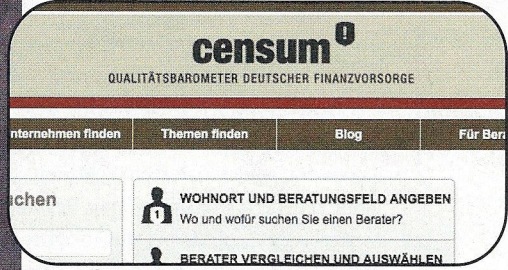 censum
QUALITÄTSBAROMETER DEUTSCHER FINANZVORSORGE
nternehmen finden Themen finden Blog Für Bera
uchen
WOHNORT UND BERATUNGSFELD ANGEBEN
1 Wo und wofür suchen Sie einen Berater?
BERATER VERGLEICHEN UND AUSWÄHLEN